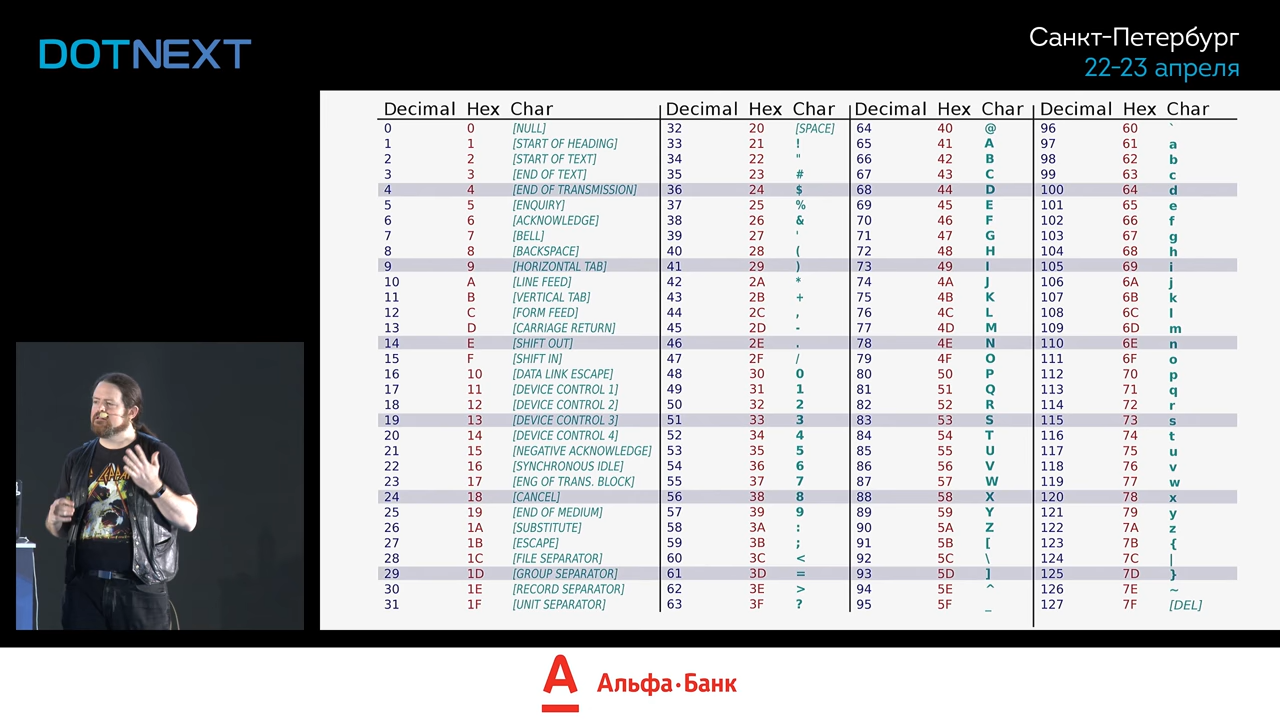 DOTNEXT
Санкт-Петербург
22-23 апреля
Decimal Hex Char Decimal Hex Char Decimal Hex Char Decimal Hex Char
0 0 [NULL] 32 20 [SPACE] 64 40 @ 96 60 `
1 1 [START OF HEADING] 33 21 ! 65 41 A 97 61 a
2 2 [START OF TEXT] 34 22 " 66 42 B 98 62 b
3 3 [END OF TEXT] 35 23 # 67 43 C 99 63 c
4 4 [END OF TRANSMISSION] 36 24 $ 68 44 D 100 64 d
5 5 [ENQUIRY] 37 25 % 69 45 E 101 65 e
6 6 [ACKNOWLEDGE] 38 26 & 70 46 F 102 66 f
7 7 [BELL] 39 27 ' 71 47 G 103 67 g
8 8 [BACKSPACE] 40 28 ( 72 48 H 104 68 h
9 9 [HORIZONTAL TAB] 41 29 ) 73 49 I 105 69 i
10 A [LINE FEED] 42 2A * 74 4A J 106 6A j
11 B [VERTICAL TAB] 43 2B + 75 4B K 107 6B k
12 C [FORM FEED] 44 2C , 76 4C L 108 6C l
13 D [CARRIAGE RETURN] 45 2D - 77 4D M 109 6D m
14 E [SHIFT OUT] 46 2E . 78 4E N 110 6E n
15 F [SHIFT IN] 47 2F / 79 4F O 111 6F o
16 10 [DATA LINK ESCAPE] 48 30 0 80 50 P 112 70 p
17 11 [DEVICE CONTROL 1] 49 31 1 81 51 Q 113 71 q
18 12 [DEVICE CONTROL 2] 50 32 2 82 52 R 114 72 r
19 13 [DEVICE CONTROL 3] 51 33 3 83 53 S 115 73 s
20 14 [DEVICE CONTROL 4] 52 34 4 84 54 T 116 74 t
21 15 [NEGATIVE ACKNOWLEDGE] 53 35 5 85 55 U 117 75 u
22 16 [SYNCHRONOUS IDLE] 54 36 6 86 56 V 118 76 v
23 17 [ENG OF TRANS. BLOCK] 55 37 7 87 57 W 119 77 w
24 18 [CANCEL] 56 38 8 88 58 X 120 78 x
25 19 [END OF MEDIUM] 57 39 9 89 59 Y 121 79 y
26 1A [SUBSTITUTE] 58 3A : 90 5A Z 122 7A z
27 1B [ESCAPE] 59 3B ; 91 5B [ 123 7B {
28 1C [FILE SEPARATOR] 60 3C < 92 5C \ 124 7C |
29 1D [GROUP SEPARATOR] 61 3D = 93 5D ] 125 7D }
30 1E [RECORD SEPARATOR] 62 3E > 94 5E ^ 126 7E ~
31 1F [UNIT SEPARATOR] 63 3F ? 95 5F _ 127 7F [DEL]
DEF LEPPARD
Альфа·Банк